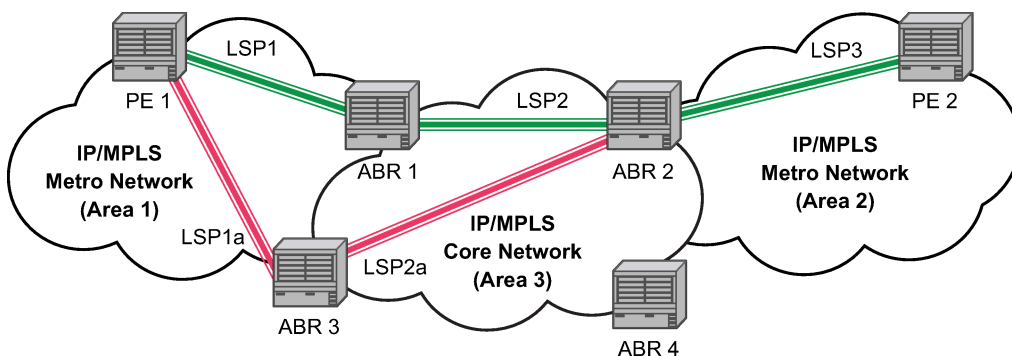 LSP1
LSP3
PE 1
PE 2
LSP2
IP/MPLS
Metro Network
(Area 1)
ABR 1
ABR 2
IP/MPLS
Metro Network
(Area 2)
LSP1a
LSP2a
IP/MPLS
Core Network
(Area 3)
ABR 3
ABR 4